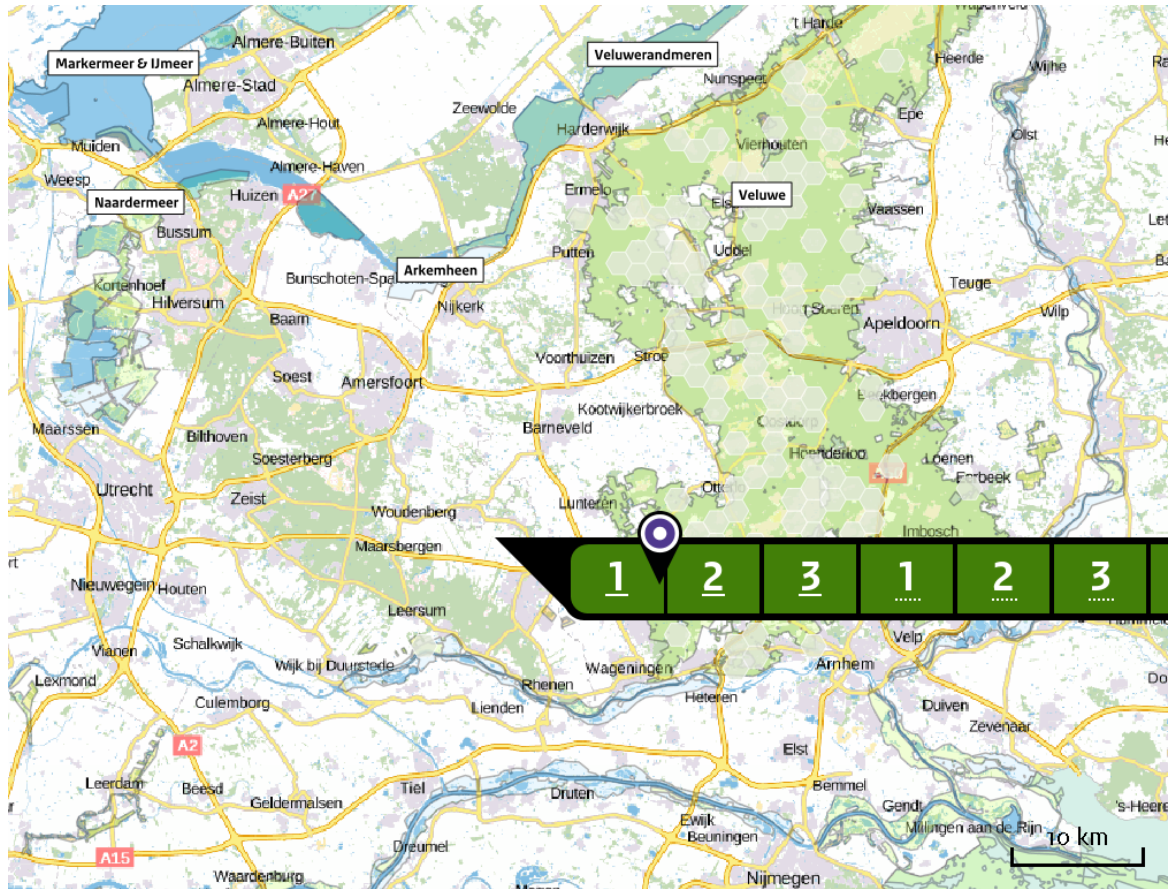 't Harde
Almere-Buiten
Veluwerandmeren
Heerde
Markermeer & IJmeer
Wijhe
Nunspeet
Almere-Stad
Zeewolde
Epe
Almere-Hout
Harderwijk
Olst
Muiden
Vierhouten
Almere-Haven
Weesp
Ermelo
Huizen
A27
Veluwe
Naardermeer
Vaassen
Bussum
Uddel
Putten
Arkemheen
Teuge
Kortenhoef
Nijkerk
Hilversum
Hoog Soeren
Wilp
Baarn
Apeldoorn
Voorthuizen
Stroe
Soest
Amersfoort
Beekbergen
Kootwijkerbroek
Maarssen
Barneveld
Bilthoven
Hoenderloo
Loenen
Soesterberg
Eerbeek
Utrecht
Otterlo
Zeist
Lunteren
Woudenberg
Imbosch
Maarsbergen
1 2 3 1 2 3
Nieuwegein
Houten
Leersum
Schalkwijk
Velp
Vianen
Wijk bij Duurstede
Wageningen
Arnhem
Lexmond
Rhenen
Heteren
Culemborg
Lienden
Duiven
Zevenaar
A2
Elst
Leerdam
Beesd
Tiel
Druten
Bemmel
Geldermalsen
Gendt
Ewijk
Millingen aan de Rijn
Beuningen
10 km
Dreumel
A15
Waardenburg
Nijmegen